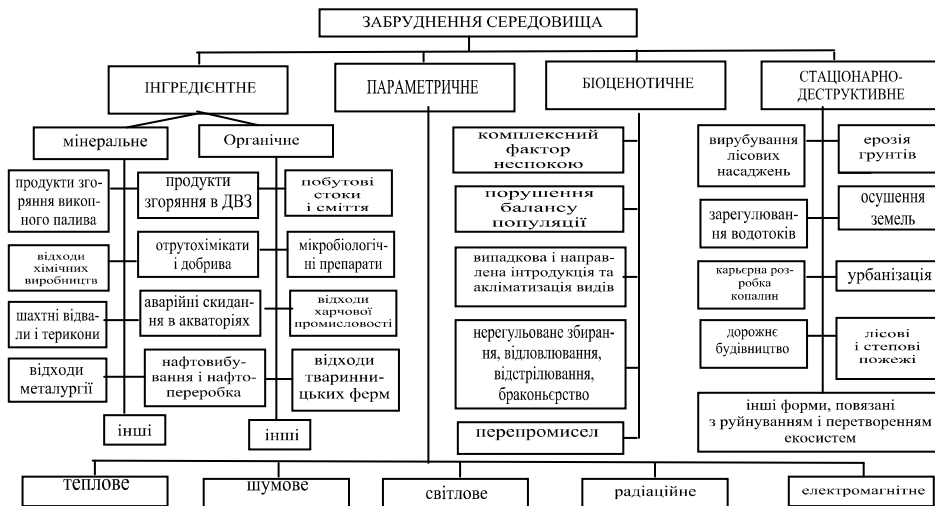 ЗАБРУДНЕННЯ СЕРЕДОВИЩА
ІНГРЕДІЄНТНЕ
ПАРАМЕТРИЧНЕ
БІОЦЕНОТИЧНЕ
СТАЦІОНАРНО-
ДЕСТРУКТИВНЕ
мінеральне
Органічне
продукти зго-
ряння викоп-
ного палива
відходи
хімічних
виробництв
шахтні відва-
ли і терикони
відходи
металургії
інші
продукти
згоряння в ДВЗ
отрутохімікати
і добрива
аварійні скидан-
ня в акваторіях
нафтовибу-
вання і нафто-
переробка
побутові
стоки
і сміття
мікробіологіч-
ні препарати
відходи
харчової
промисловості
відходи
тваринни-
цьких ферм
інші
комплексний
фактор
неспокою
порушення
балансу
популяції
випадкова і направ-
лена інтродукція та
акліматизація видів
нерегульоване збиран-
ня, відловлювання,
відстрілювання,
браконьєрство
перепромисел
вирубування
лісових
насаджень
зарегулюван-
ня водотоків
карьєрна роз-
робка
копалин
дорожнє
будівництво
ерозія
грунтів
осушення
земель
урбанізація
лісові
і степові
пожежі
інші форми, повязані
з руйнуванням і перетворенням
екосистем
теплове
шумове
світлове
радіаційне
електромагнітне